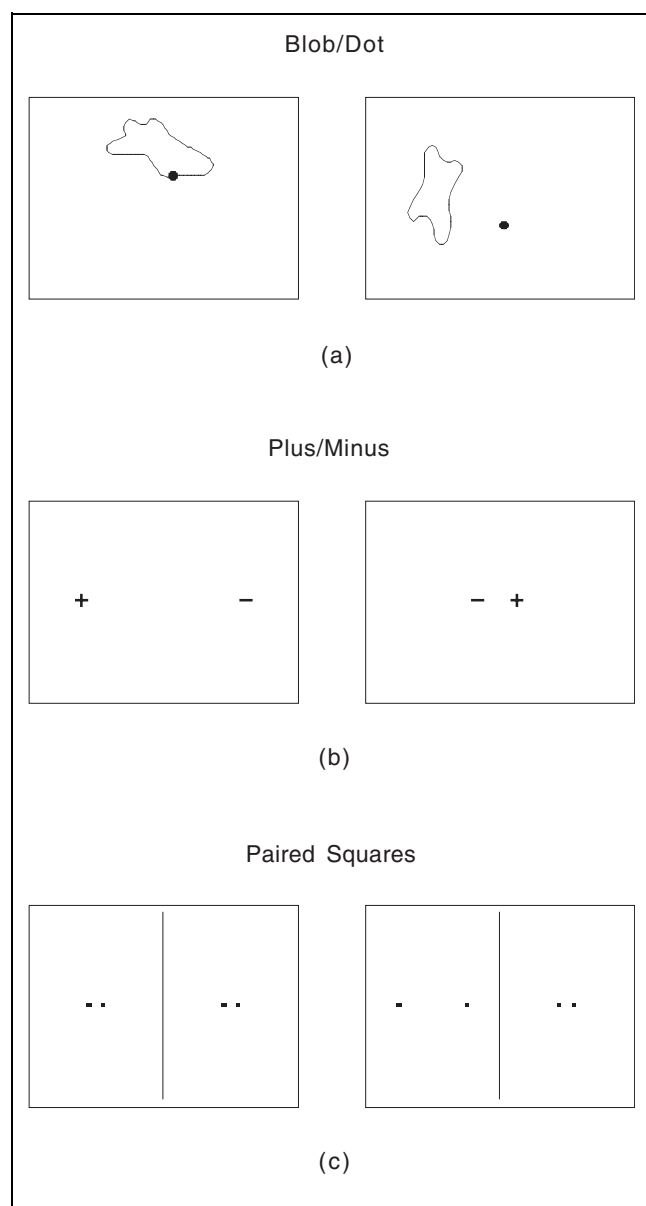 Blob/Dot
(a)
Plus/Minus
+ −
− +
(b)
Paired Squares
(c)